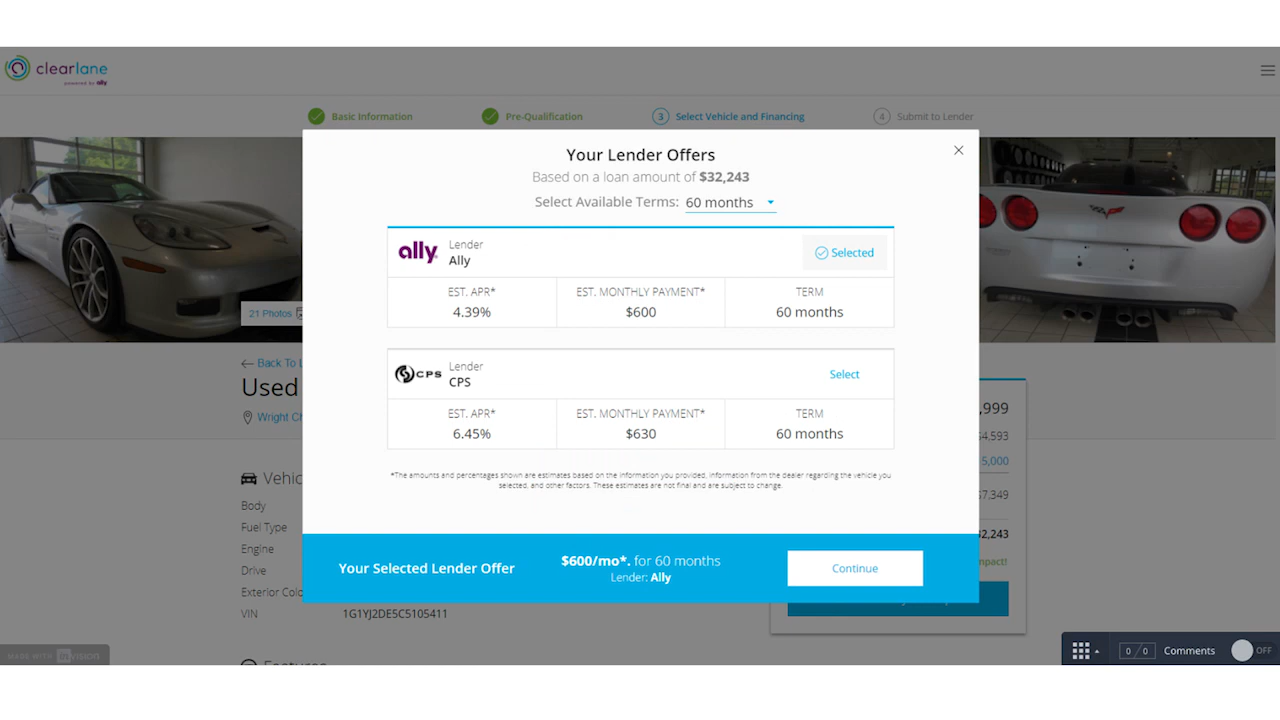 clearlane
powered by ally
Basic Information
Pre-Qualification
3 Select Vehicle and Financing
4 Submit to Lender
Your Lender Offers
Based on a loan amount of $32,243
Select Available Terms: 60 months
ally
Lender
Ally
Selected
EST. APR* EST. MONTHLY PAYMENT* TERM
4.39% $600 60 months
CPS
Lender
CPS
Select
EST. APR* EST. MONTHLY PAYMENT* TERM
6.45% $630 60 months
*The amounts and percentages shown are estimates based on the information you provided, information from the dealer regarding the vehicle you
selected, and other factors. These estimates are not final and are subject to change.
Your Selected Lender Offer
$600/mo*. for 60 months
Lender: Ally
Continue
21 Photos
Back To
Used
Wright
,999
4,593
5,000
7,349
2,243
mpact!
Vehic
Body
Fuel Type
Engine
Drive
Exterior Colo
VIN 1G1YJ2DE5C5105411
Features
MADE WITH invision
0 / 0 Comments OFF